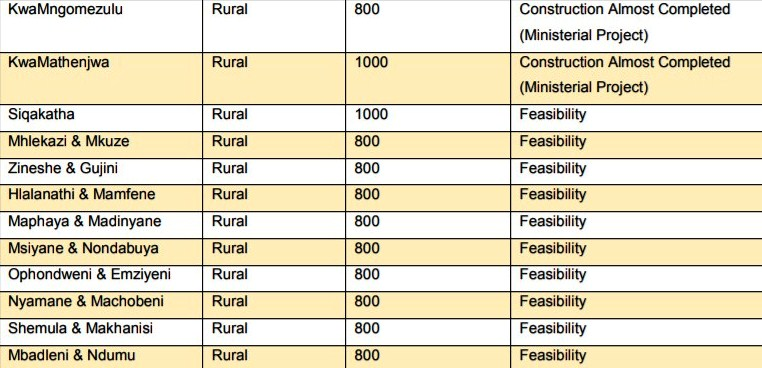 KwaMngomezulu Rural 800 Construction Almost Completed
(Ministerial Project)
KwaMathenjwa Rural 1000 Construction Almost Completed
(Ministerial Project)
Siqakatha Rural 1000 Feasibility
Mhlekazi & Mkuze Rural 800 Feasibility
Zineshe & Gujini Rural 800 Feasibility
Hlalanathi & Mamfene Rural 800 Feasibility
Maphaya & Madinyane Rural 800 Feasibility
Msiyane & Nondabuya Rural 800 Feasibility
Ophondweni & Emziyeni Rural 800 Feasibility
Nyamane & Machobeni Rural 800 Feasibility
Shemula & Makhanisi Rural 800 Feasibility
Mbadleni & Ndumu Rural 800 Feasibility